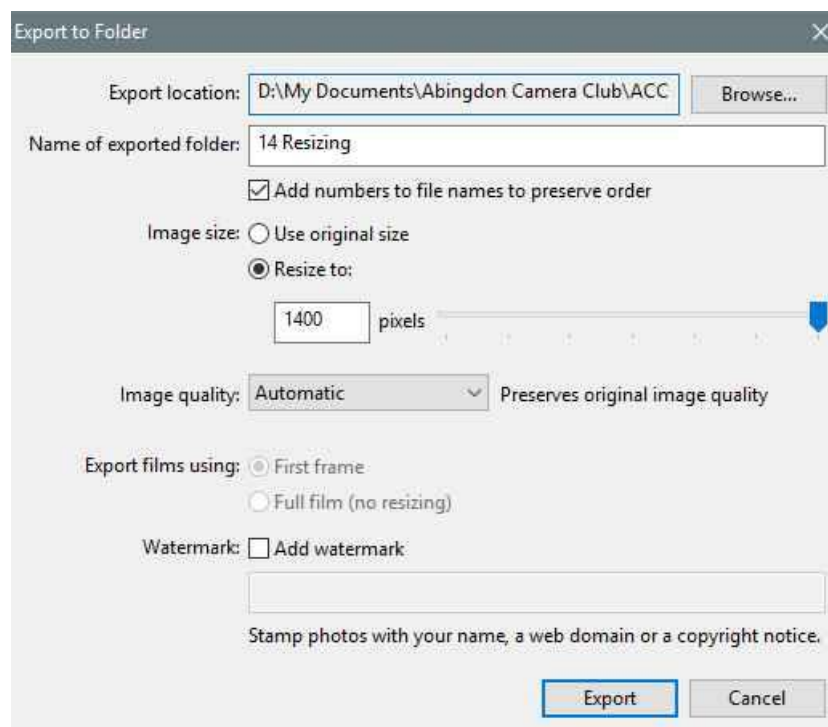 Export to Folder
Export location: D:\My Documents\Abingdon Camera Club\ACC Browse...
Name of exported folder: 14 Resizing
Add numbers to file names to preserve order
Image size: Use original size
Resize to:
1400 pixels
Image quality: Automatic Preserves original image quality
Export films using: First frame
Full film (no resizing)
Watermark: Add watermark
Stamp photos with your name, a web domain or a copyright notice.
Export Cancel